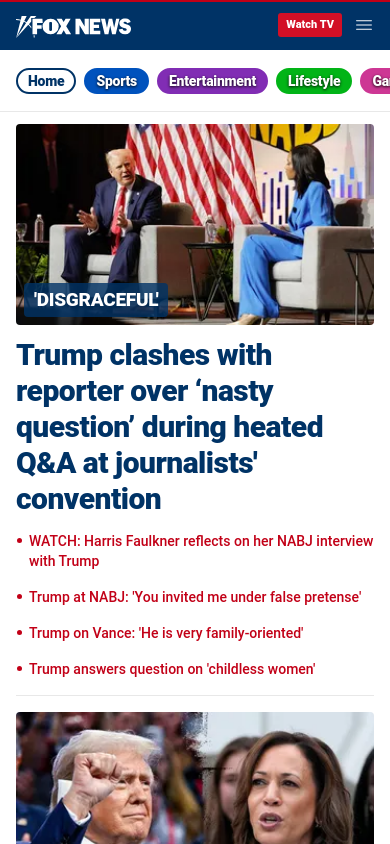 FOX NEWS
Watch TV
Home
Sports
Entertainment
Lifestyle
'DISGRACEFUL'
Trump clashes with
reporter over ‘nasty
question’ during heated
Q&A at journalists'
convention
• WATCH: Harris Faulkner reflects on her NABJ interview
with Trump
• Trump at NABJ: 'You invited me under false pretense'
• Trump on Vance: 'He is very family-oriented'
• Trump answers question on 'childless women'